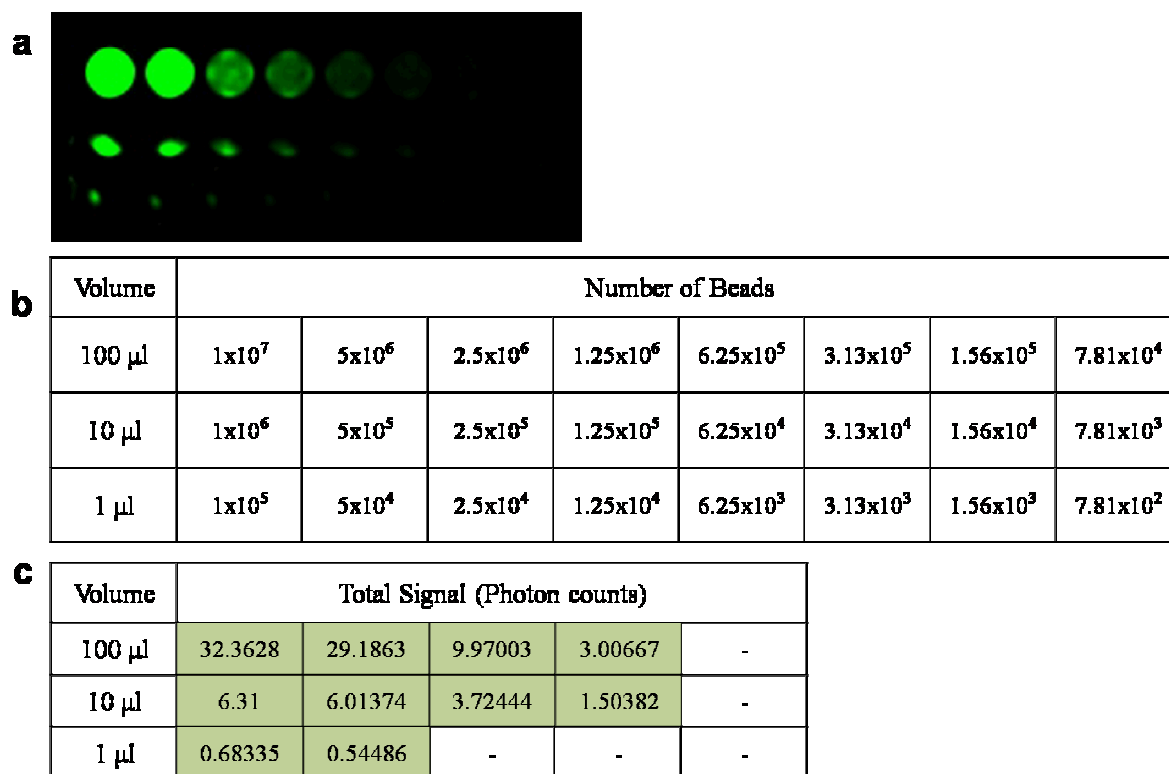 a
b
Volume Number of Beads
100 µl 1x10⁷ 5x10⁶ 2.5x10⁶ 1.25x10⁶ 6.25x10⁵ 3.13x10⁵ 1.56x10⁵ 7.81x10⁴
10 µl 1x10⁶ 5x10⁵ 2.5x10⁵ 1.25x10⁵ 6.25x10⁴ 3.13x10⁴ 1.56x10⁴ 7.81x10³
1 µl 1x10⁵ 5x10⁴ 2.5x10⁴ 1.25x10⁴ 6.25x10³ 3.13x10³ 1.56x10³ 7.81x10²
c
Volume Total Signal (Photon counts)
100 µl 32.3628 29.1863 9.97003 3.00667 -
10 µl 6.31 6.01374 3.72444 1.50382 -
1 µl 0.68335 0.54486 - - -